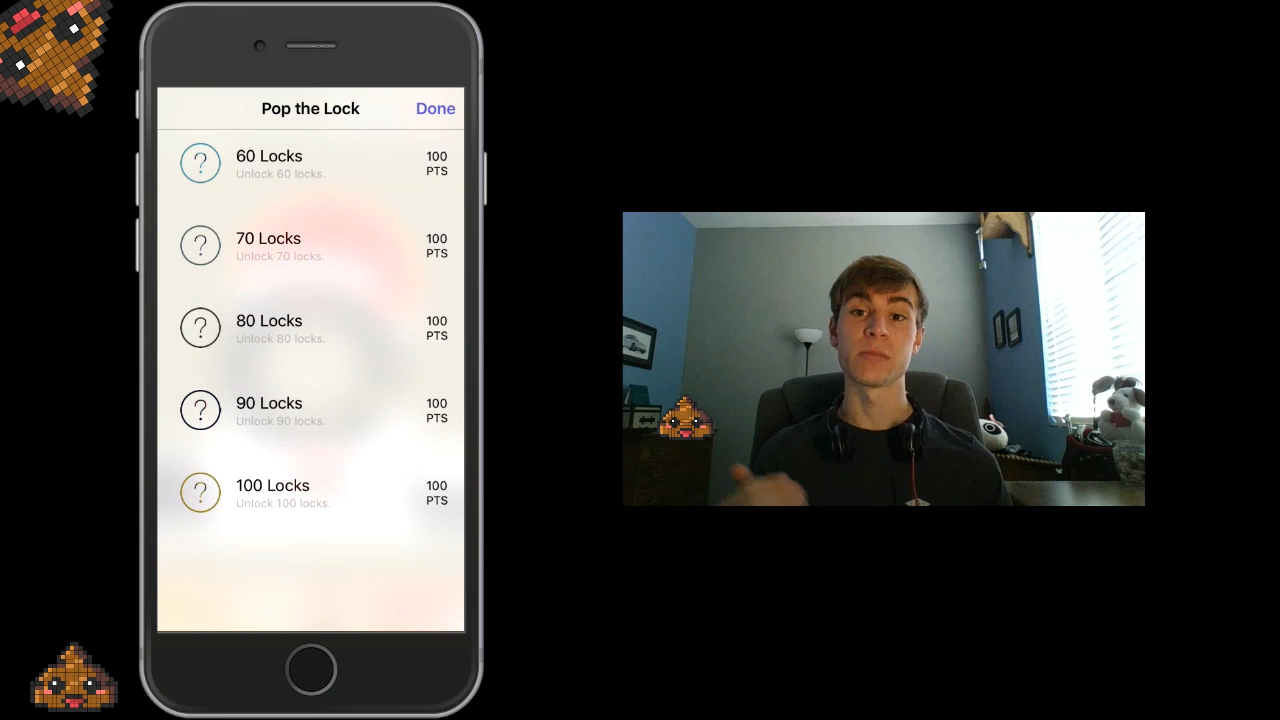 Pop the Lock Done
60 Locks
Unlock 60 locks.
100
PTS
70 Locks
Unlock 70 locks.
100
PTS
80 Locks
Unlock 80 locks.
100
PTS
90 Locks
Unlock 90 locks.
100
PTS
100 Locks
Unlock 100 locks.
100
PTS